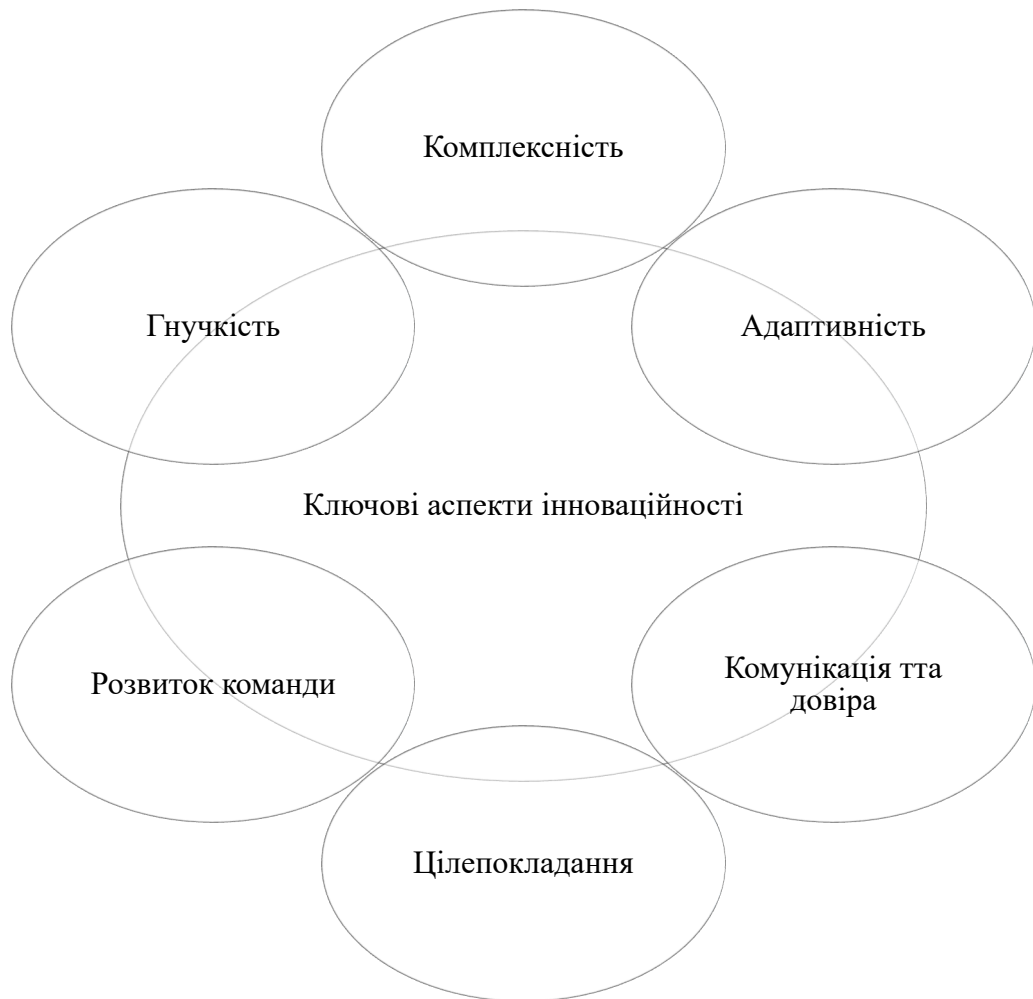 Комплексність
Гнучкість
Адаптивність
Ключові аспекти інноваційності
Розвиток команди
Комунікація тта
довіра
Цілепокладання